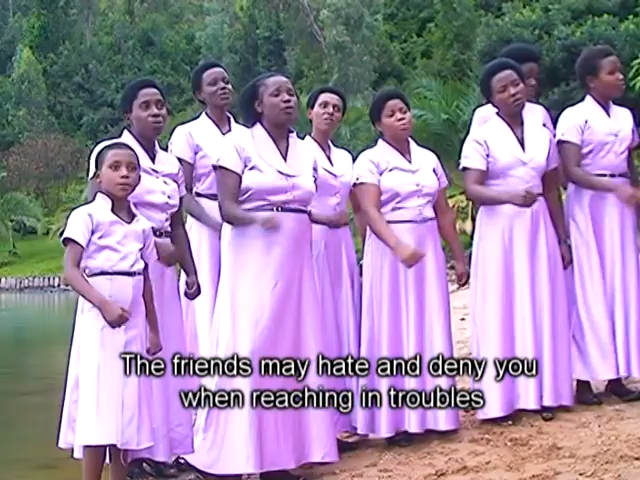 The friends may hate and deny you
when reaching in troubles